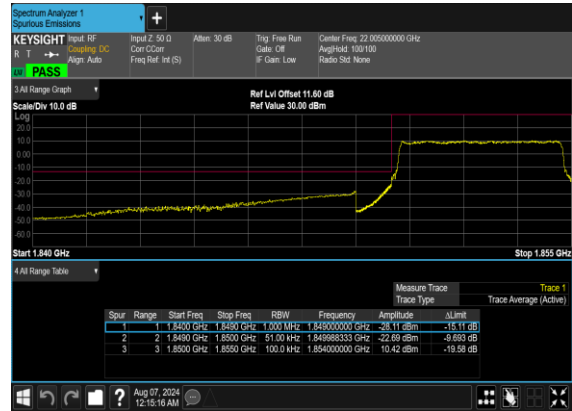 Spectrum Analyzer 1
Spurious Emissions
+
KEYSIGHT Input: RF Input Z: 50 Ω Atten: 30 dB Trig: Free Run Center Freq: 22.005000000 GHz
R T Coupling: DC Corr CCorr Gate: Off Avg|Hold: 100/100
Align: Auto Freq Ref: Int (S) IF Gain: Low Radio Std: None
LW PASS
3 All Range Graph
Ref Lvl Offset 11.60 dB
Scale/Div 10.0 dB Ref Value 30.00 dBm
Log
20.0
10.0
0.00
-10.0
-20.0
-30.0
-40.0
-50.0
-60.0
Start 1.840 GHz Stop 1.855 GHz
4 All Range Table
Measure Trace Trace 1
Trace Type Trace Average (Active)
Spur Range Start Freq Stop Freq RBW Frequency Amplitude ΔLimit
1 1 1.8400 GHz 1.8490 GHz 1.000 MHz 1.849000000 GHz -28.11 dBm -15.11 dB
2 2 1.8490 GHz 1.8500 GHz 51.00 kHz 1.849988333 GHz -22.69 dBm -9.693 dB
3 3 1.8500 GHz 1.8550 GHz 100.0 kHz 1.854000000 GHz 10.42 dBm -19.58 dB
? Aug 07, 2024
12:15:16 AM